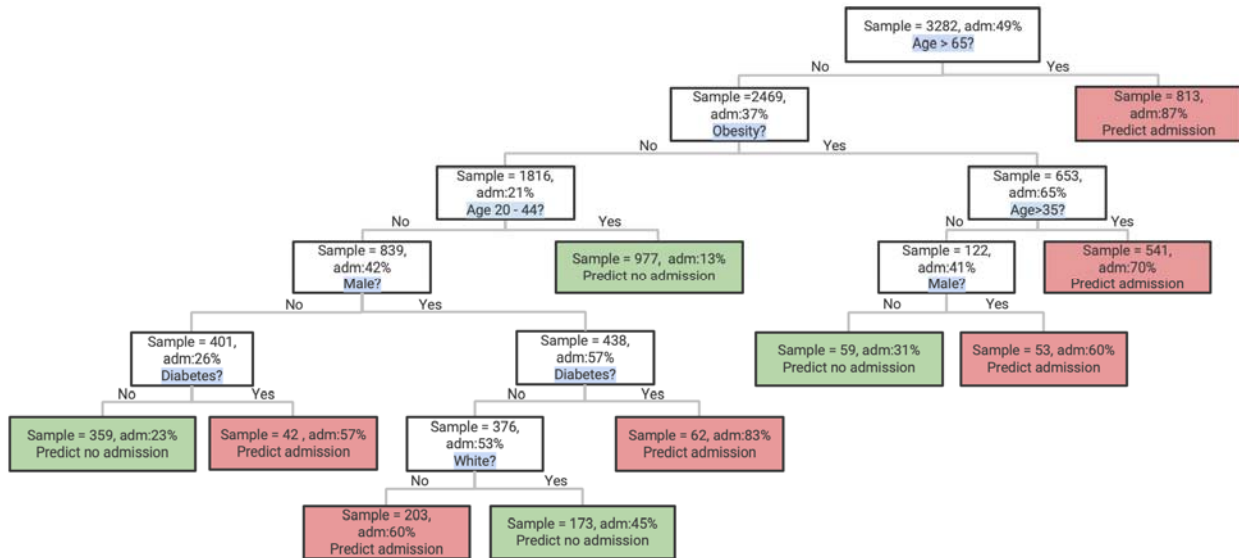 Sample = 3282, adm:49%
Age > 65?
No
Yes
Sample =2469,
adm:37%
Obesity?
Sample = 813,
adm:87%
Predict admission
No
Yes
Sample = 1816,
adm:21%
Age 20 - 44?
Sample = 653,
adm:65%
Age>35?
No
Yes
No
Yes
Sample = 839,
adm:42%
Male?
Sample = 977, adm:13%
Predict no admission
Sample = 122,
adm:41%
Male?
Sample = 541,
adm:70%
Predict admission
No
Yes
No
Yes
Sample = 401,
adm:26%
Diabetes?
Sample = 438,
adm:57%
Diabetes?
Sample = 59, adm:31%
Predict no admission
Sample = 53, adm:60%
Predict admission
No
Yes
No
Yes
Sample = 359, adm:23%
Predict no admission
Sample = 42 , adm:57%
Predict admission
Sample = 376,
adm:53%
White?
Sample = 62, adm:83%
Predict admission
No
Yes
Sample = 203,
adm:60%
Predict admission
Sample = 173, adm:45%
Predict no admission